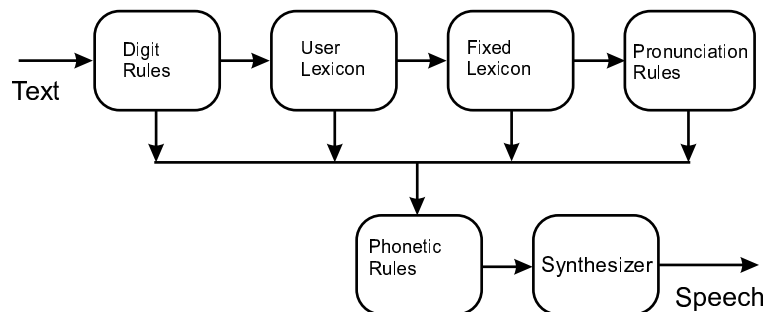 Text
Digit
Rules
User
Lexicon
Fixed
Lexicon
Pronunciation
Rules
Phonetic
Rules
Synthesizer
Speech